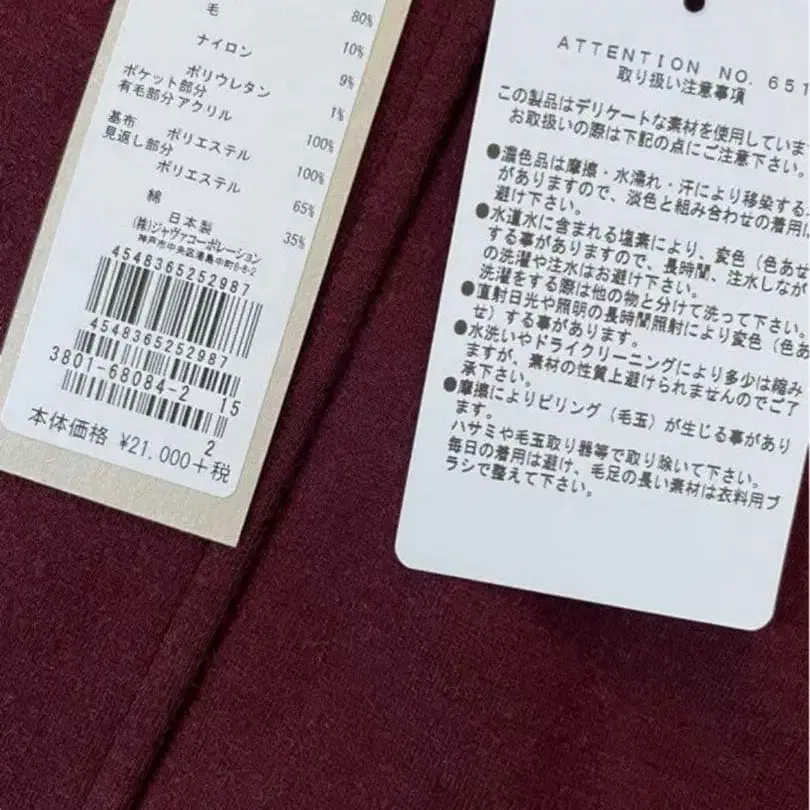 毛
80%
ナイロン
10%
ポリウレタン
9%
ポケット部分
有毛部分 アクリル
1%
基布
ポリエステル
100%
見返し部分
ポリエステル
100%
綿
65%
35%
日本製
(株)ジャヴァコーポレーション
神戸市中央区港島中町6-8-2
4548365252987
4548365252987
3801-68084-2 15
2
本体価格 ¥21,000+税
ATTENTION NO. 651
取り扱い注意事項
この製品はデリケートな素材を使用していま
お取扱いの際は下記の点にご注意下さい。
●濃色品は摩擦・水濡れ・汗により移染する
がありますので、淡色と組み合わせの着用は
避け下さい。
●水道水に含まれる塩素により、変色（色あせ
する事がありますので、長時間、注水しなが
の洗濯や注水はお避け下さい。
洗濯をする際は他の物と分けて洗って下さい。
●直射日光や照明の長時間照射により変色（色あ
せ）する事があります。
●水洗いやドライクリーニングにより多少は縮み
ますが、素材の性質上避けられませんのでご了
承下さい。
●摩擦によりピリング（毛玉）が生じる事があり
ます。
ハサミや毛玉取り器等で取り除いて下さい。
毎日の着用は避け、毛足の長い素材は衣料用ブ
ラシで整えて下さい。